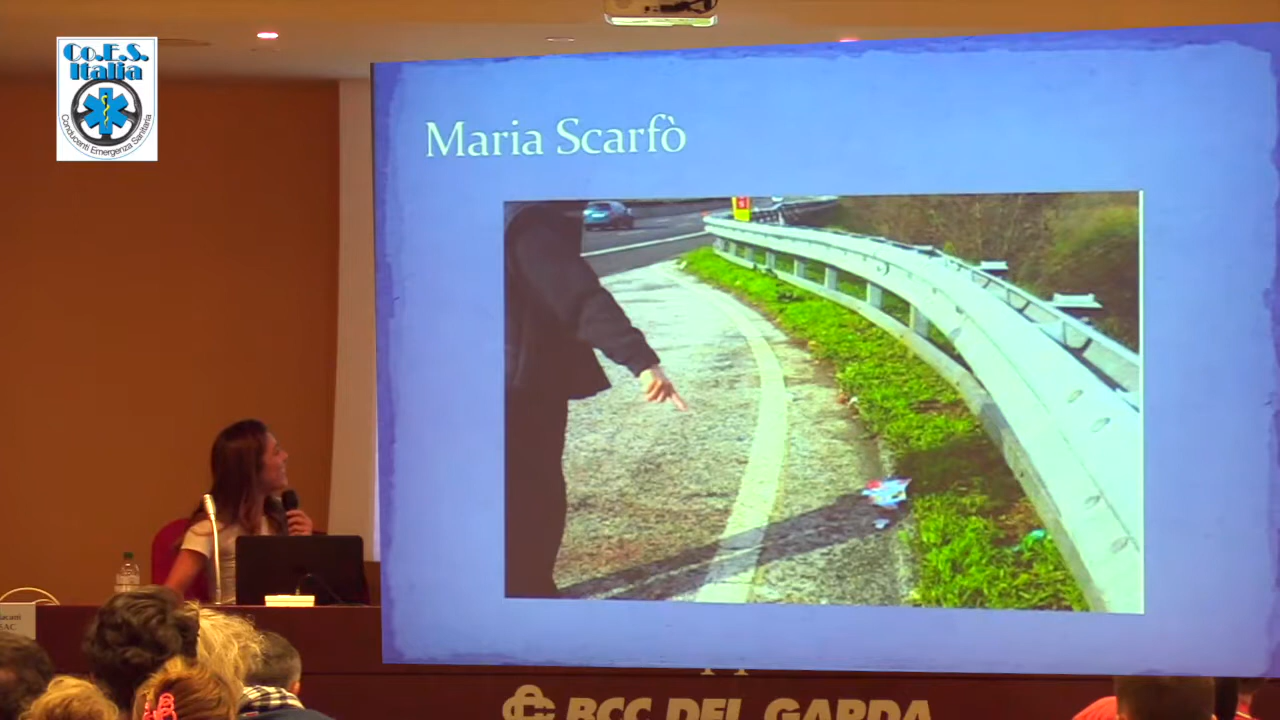 Co.E.S.
Italia
Conducenti Emergenza Sanitaria
Maria Scarfò
BCC DEL GARDA